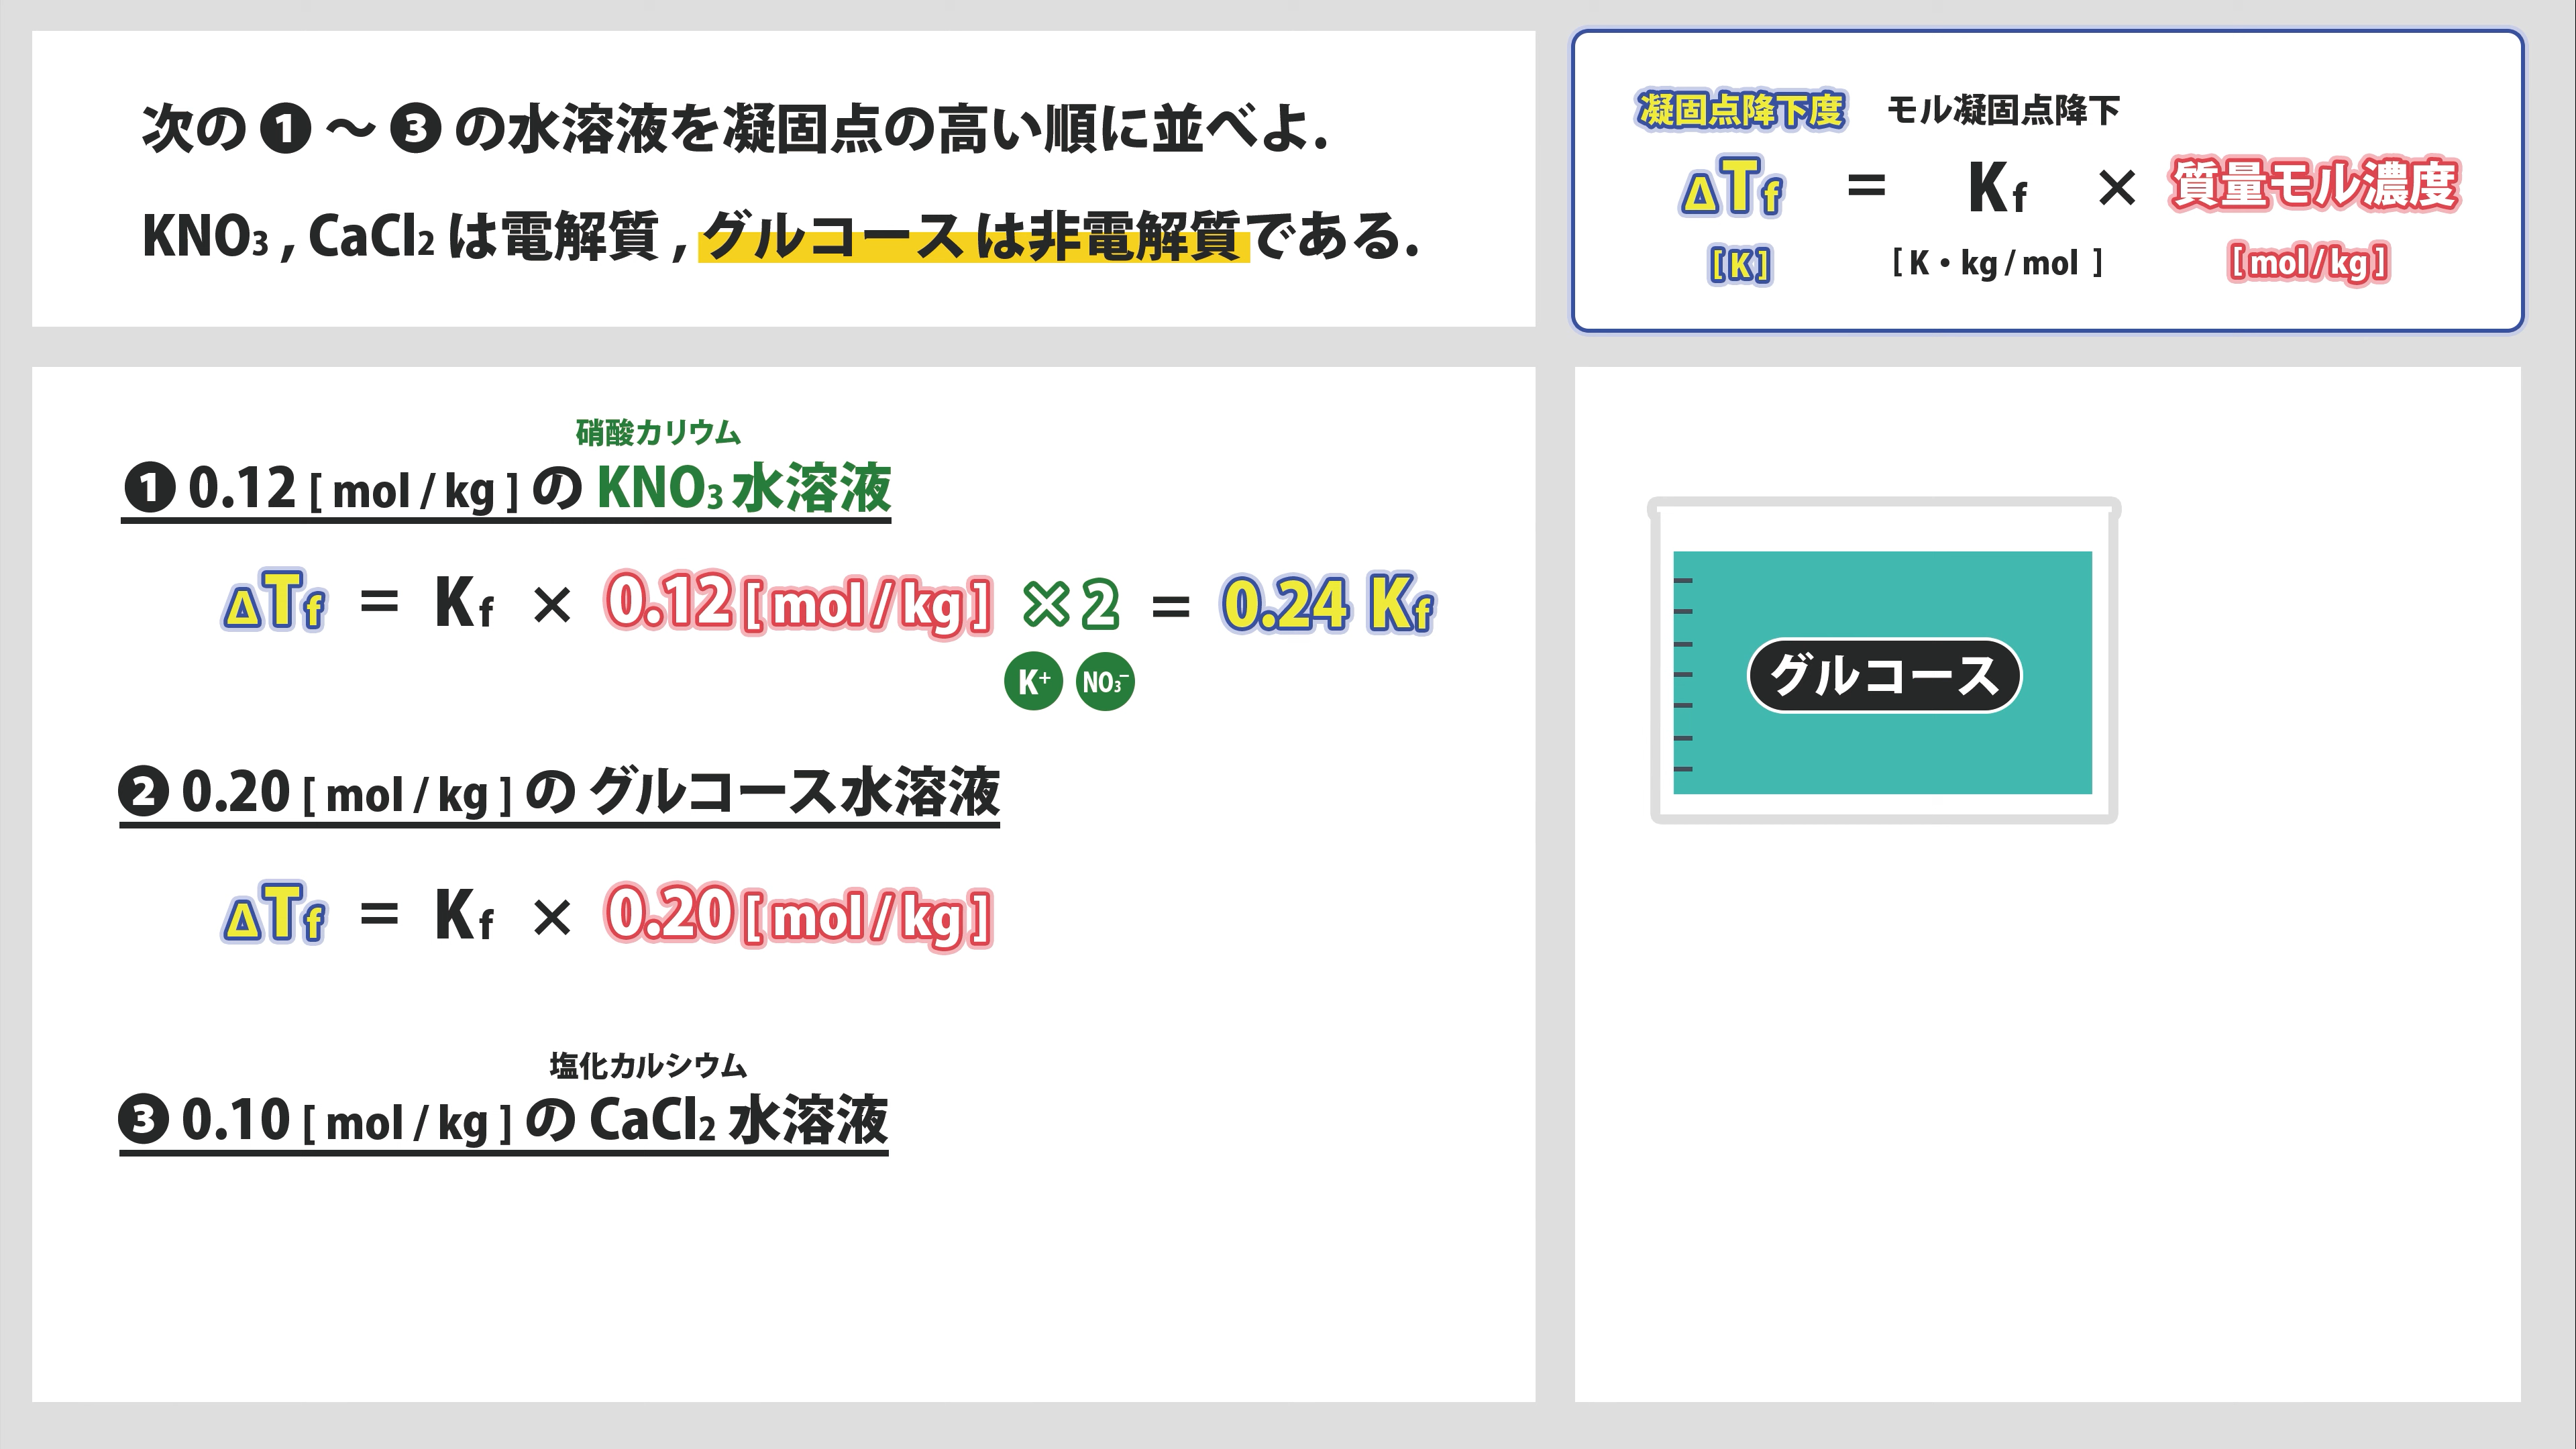 次の ❶ ～ ❸ の水溶液を凝固点の高い順に並べよ.
KNO₃ , CaCl₂ は電解質 , グルコースは非電解質である.
凝固点降下度 モル凝固点降下
ΔTf = Kf × 質量モル濃度
[ K ] [ K・kg / mol ] [ mol / kg ]
硝酸カリウム
❶ 0.12 [ mol / kg ] の KNO₃ 水溶液
ΔTf = Kf × 0.12 [ mol / kg ] × 2 = 0.24 Kf
K⁺ NO₃⁻
❷ 0.20 [ mol / kg ] の グルコース水溶液
ΔTf = Kf × 0.20 [ mol / kg ]
塩化カルシウム
❸ 0.10 [ mol / kg ] の CaCl₂ 水溶液
グルコース